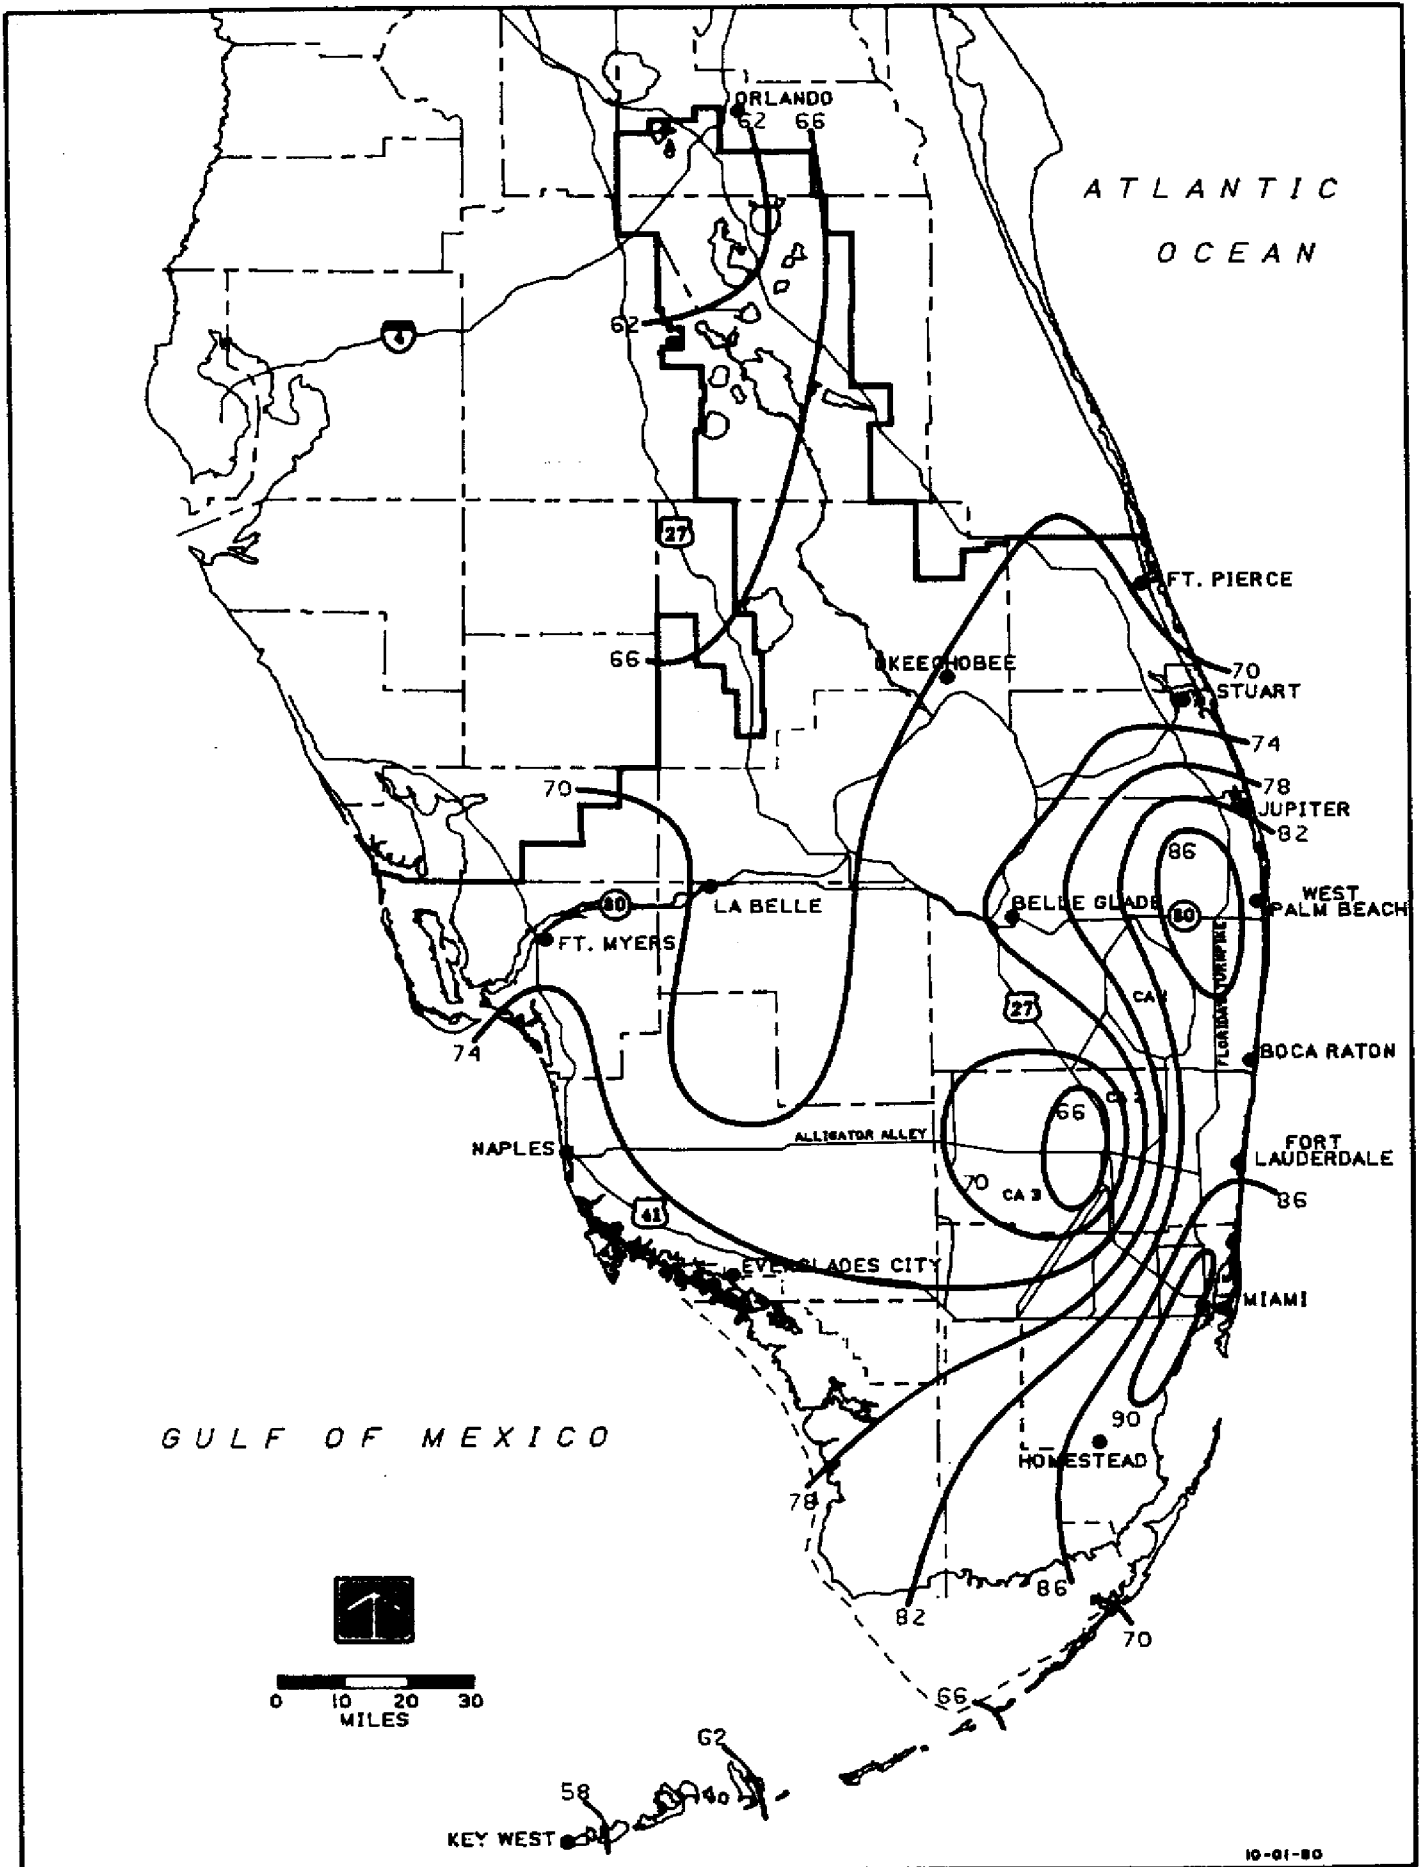 ORLANDO
62 66
ATLANTIC
OCEAN
62
4
27
FT. PIERCE
66
OKEECHOBEE
70
STUART
74
70
78
JUPITER
82
86
LA BELLE
BELLE GLADE
80
80
WEST
PALM BEACH
FT. MYERS
FLORIDA'S TURNPIKE
CA 1
27
74
BOCA RATON
CA 2
66
ALLIGATOR ALLEY
NAPLES
FORT
LAUDERDALE
70
CA 3
86
41
EVERGLADES CITY
MIAMI
90
GULF OF MEXICO
HOMESTEAD
78
86
82
70
0 10 20 30
MILES
66
62
58
KEY WEST
10-01-80